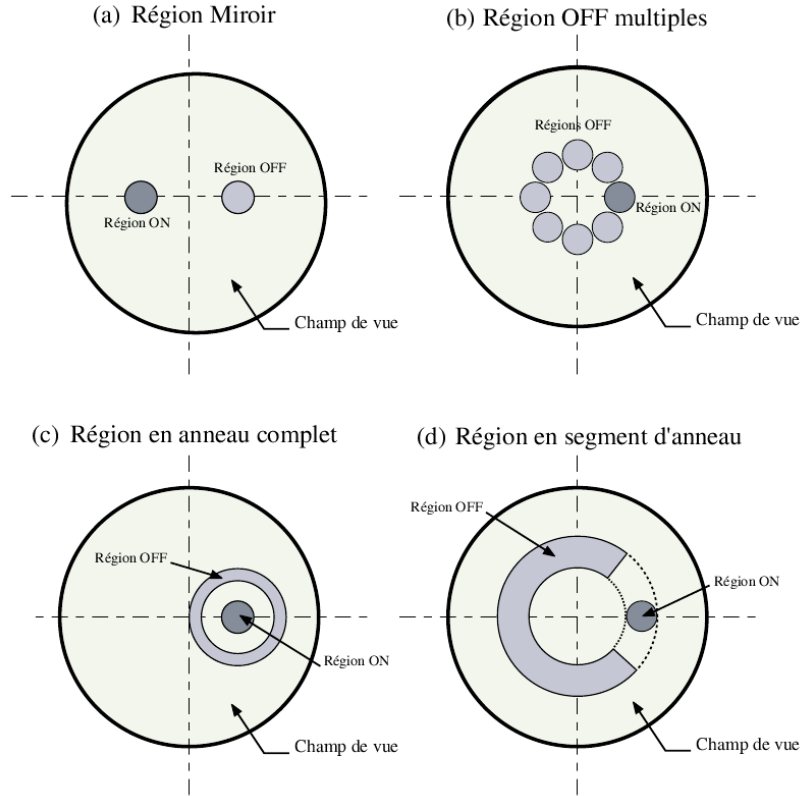 (a) Région Miroir
Région OFF
Région ON
Champ de vue
(b) Région OFF multiples
Régions OFF
Région ON
Champ de vue
(c) Région en anneau complet
Région OFF
Région ON
Champ de vue
(d) Région en segment d'anneau
Région OFF
Région ON
Champ de vue